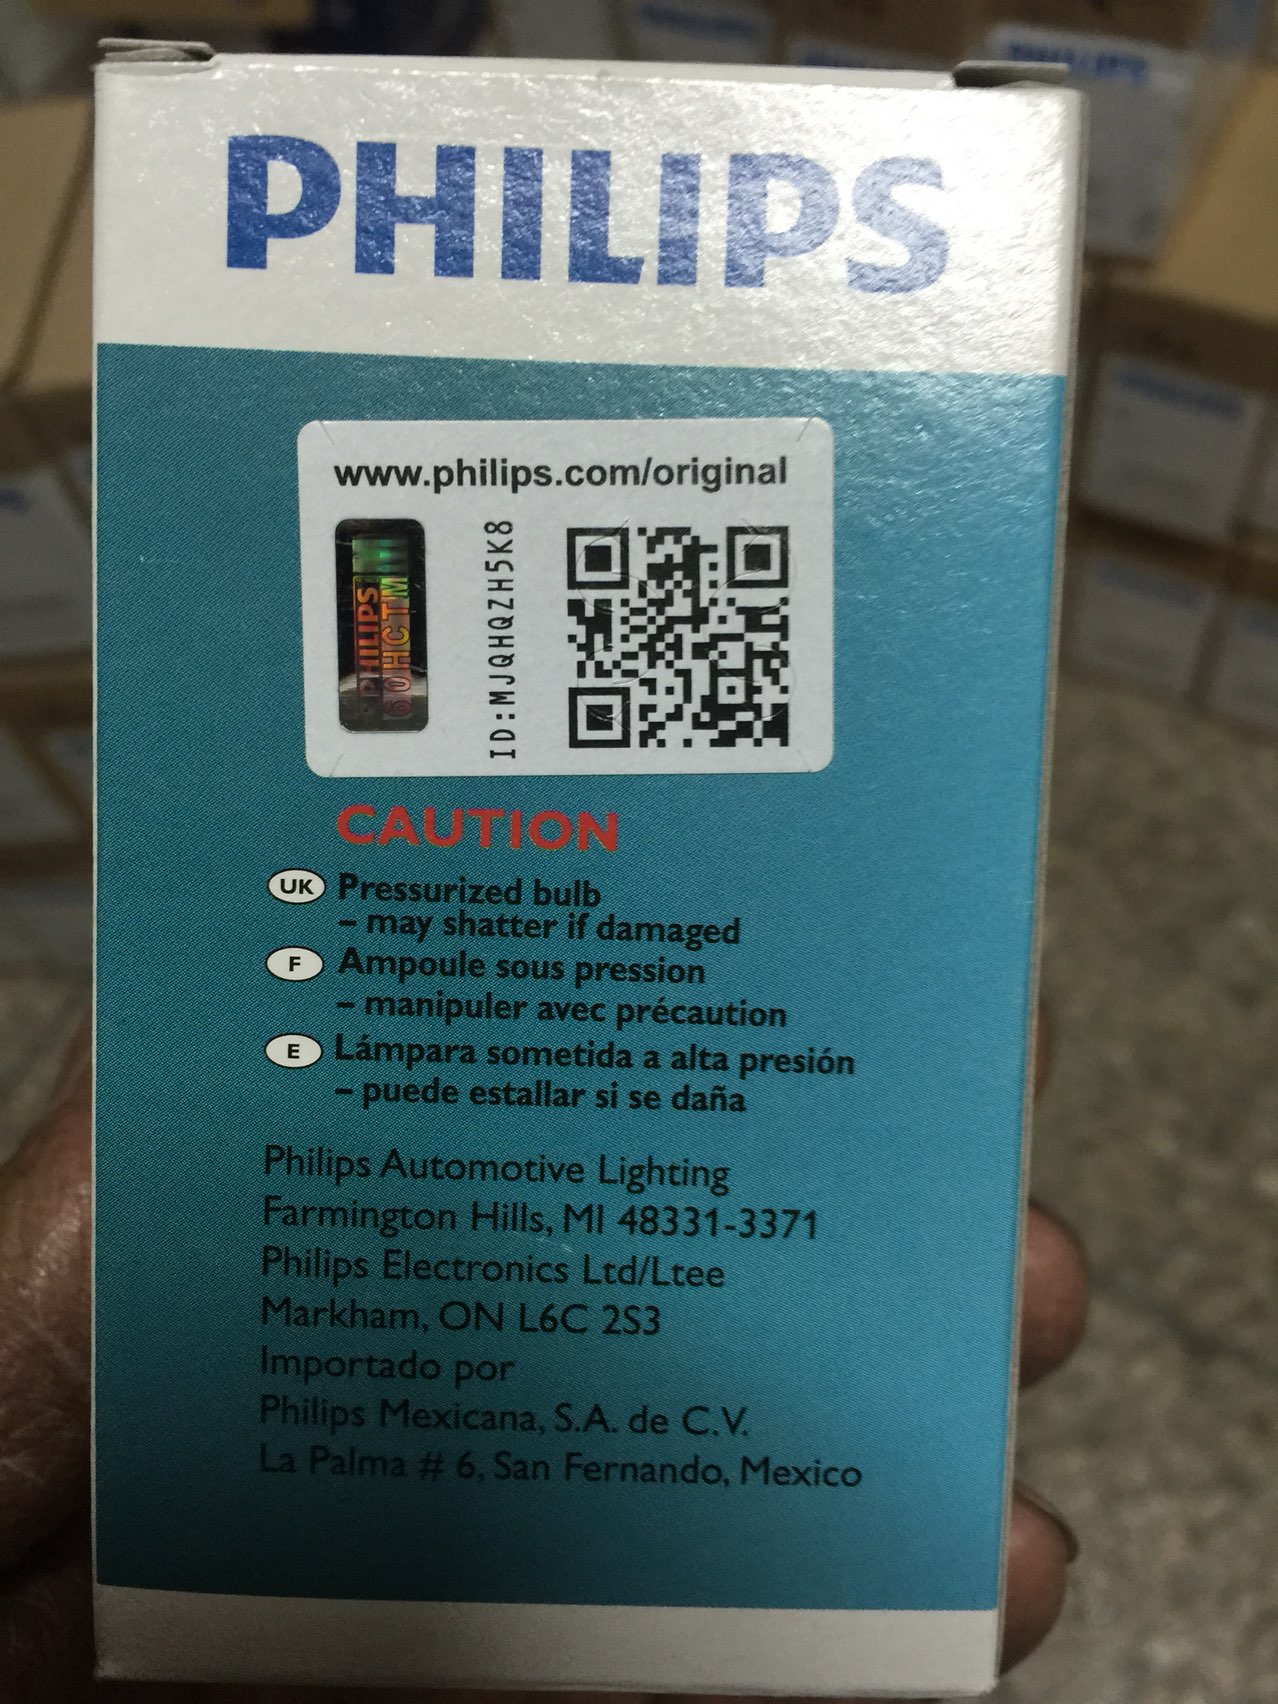 PHILIPS
www.philips.com/original
PHILIPS
60HCTM
ID:MJQHQZH5K8
CAUTION
UK Pressurized bulb
– may shatter if damaged
F Ampoule sous pression
– manipuler avec précaution
E Lámpara sometida a alta presión
– puede estallar si se daña
Philips Automotive Lighting
Farmington Hills, MI 48331-3371
Philips Electronics Ltd/Ltee
Markham, ON L6C 2S3
Importado por
Philips Mexicana, S.A. de C.V.
La Palma # 6, San Fernando, Mexico